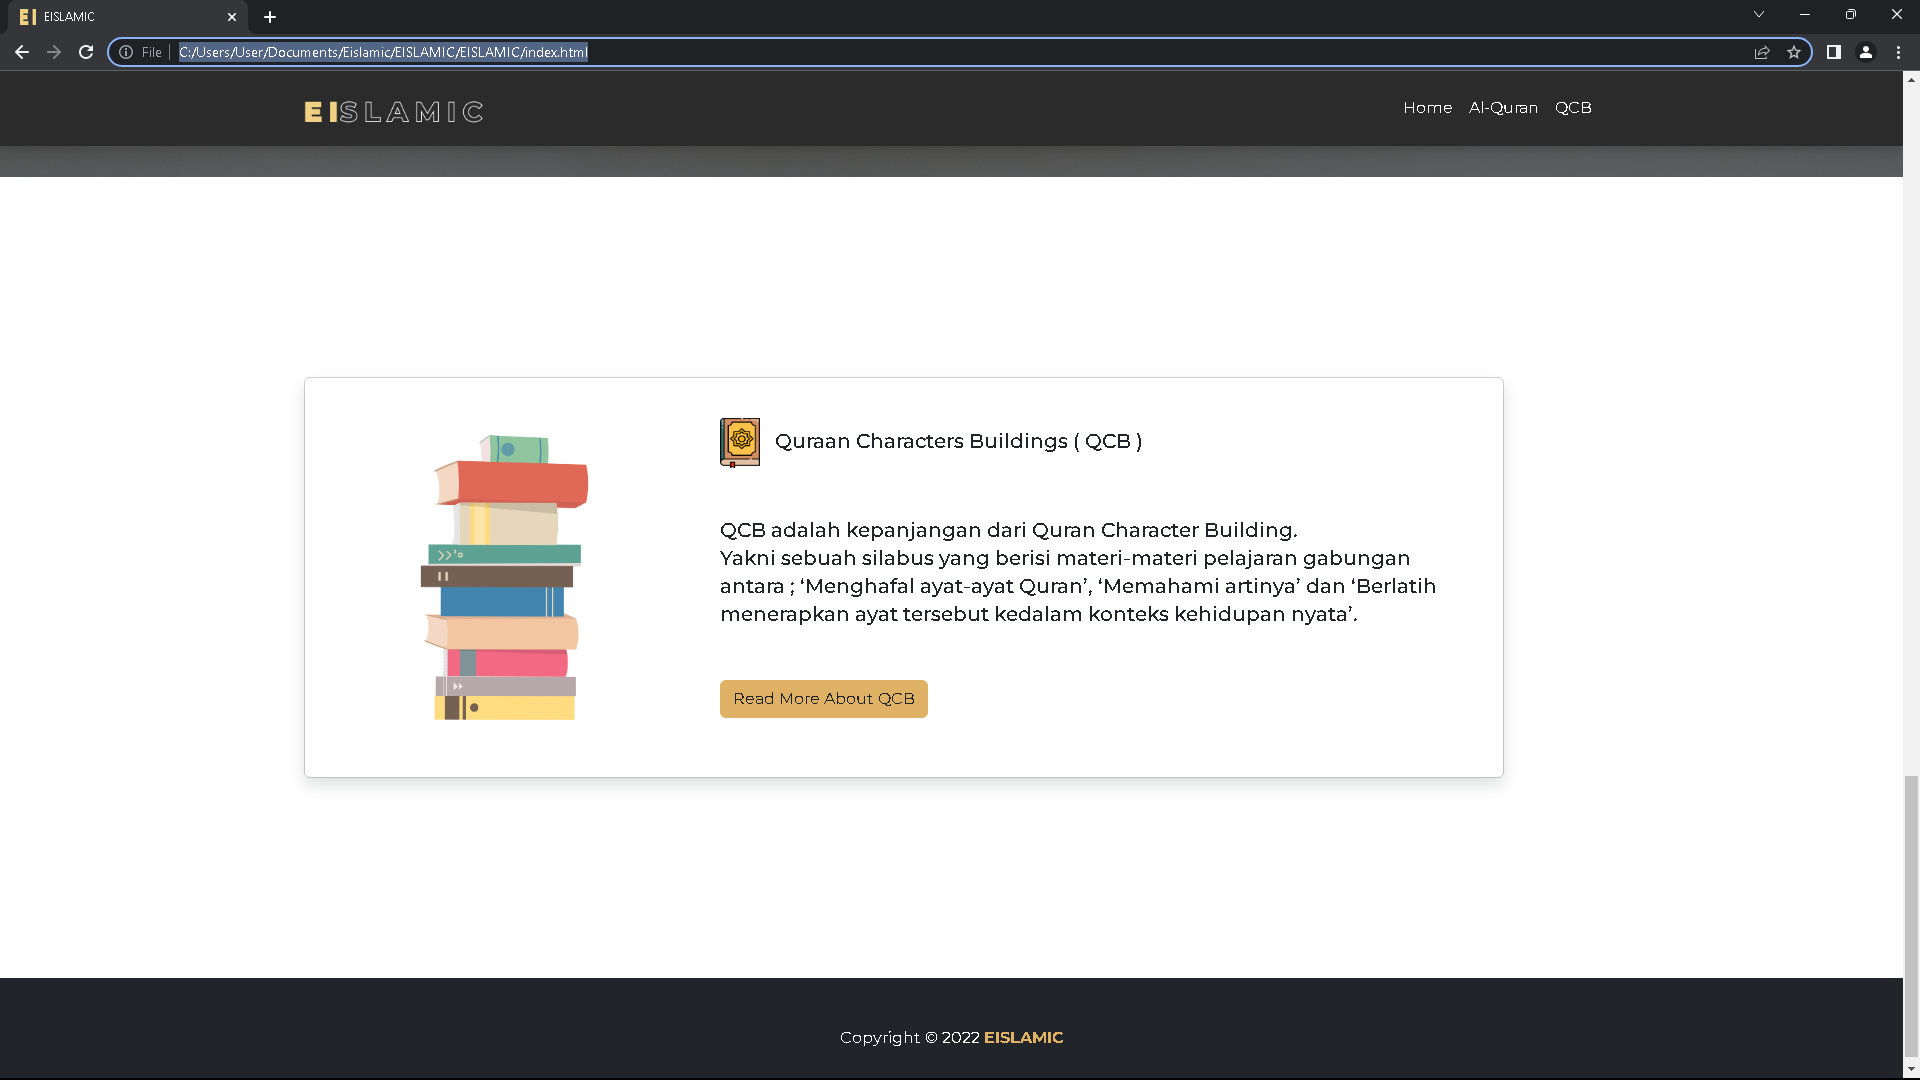 EISLAMIC
File
C:/Users/User/Documents/Eislamic/EISLAMIC/EISLAMIC/index.html
EISLAMIC
Home Al-Quran QCB
Quraan Characters Buildings ( QCB )
QCB adalah kepanjangan dari Quran Character Building.
Yakni sebuah silabus yang berisi materi-materi pelajaran gabungan
antara ; ‘Menghafal ayat-ayat Quran’, ‘Memahami artinya’ dan ‘Berlatih
menerapkan ayat tersebut kedalam konteks kehidupan nyata’.
Read More About QCB
Copyright © 2022 EISLAMIC